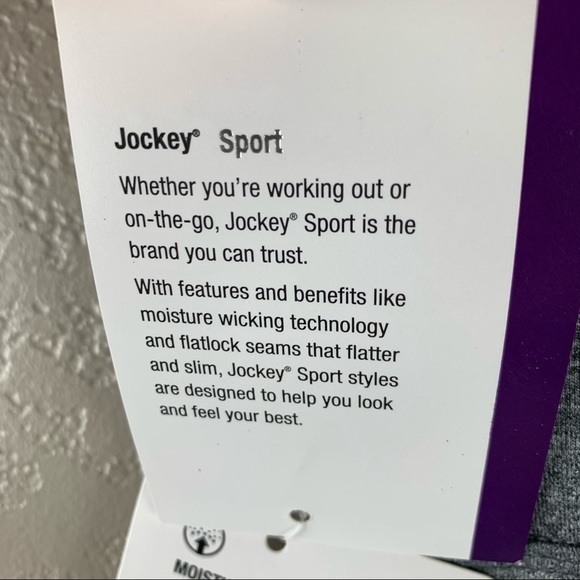 Jockey® Sport
Whether you're working out or
on-the-go, Jockey® Sport is the
brand you can trust.
With features and benefits like
moisture wicking technology
and flatlock seams that flatter
and slim, Jockey® Sport styles
are designed to help you look
and feel your best.